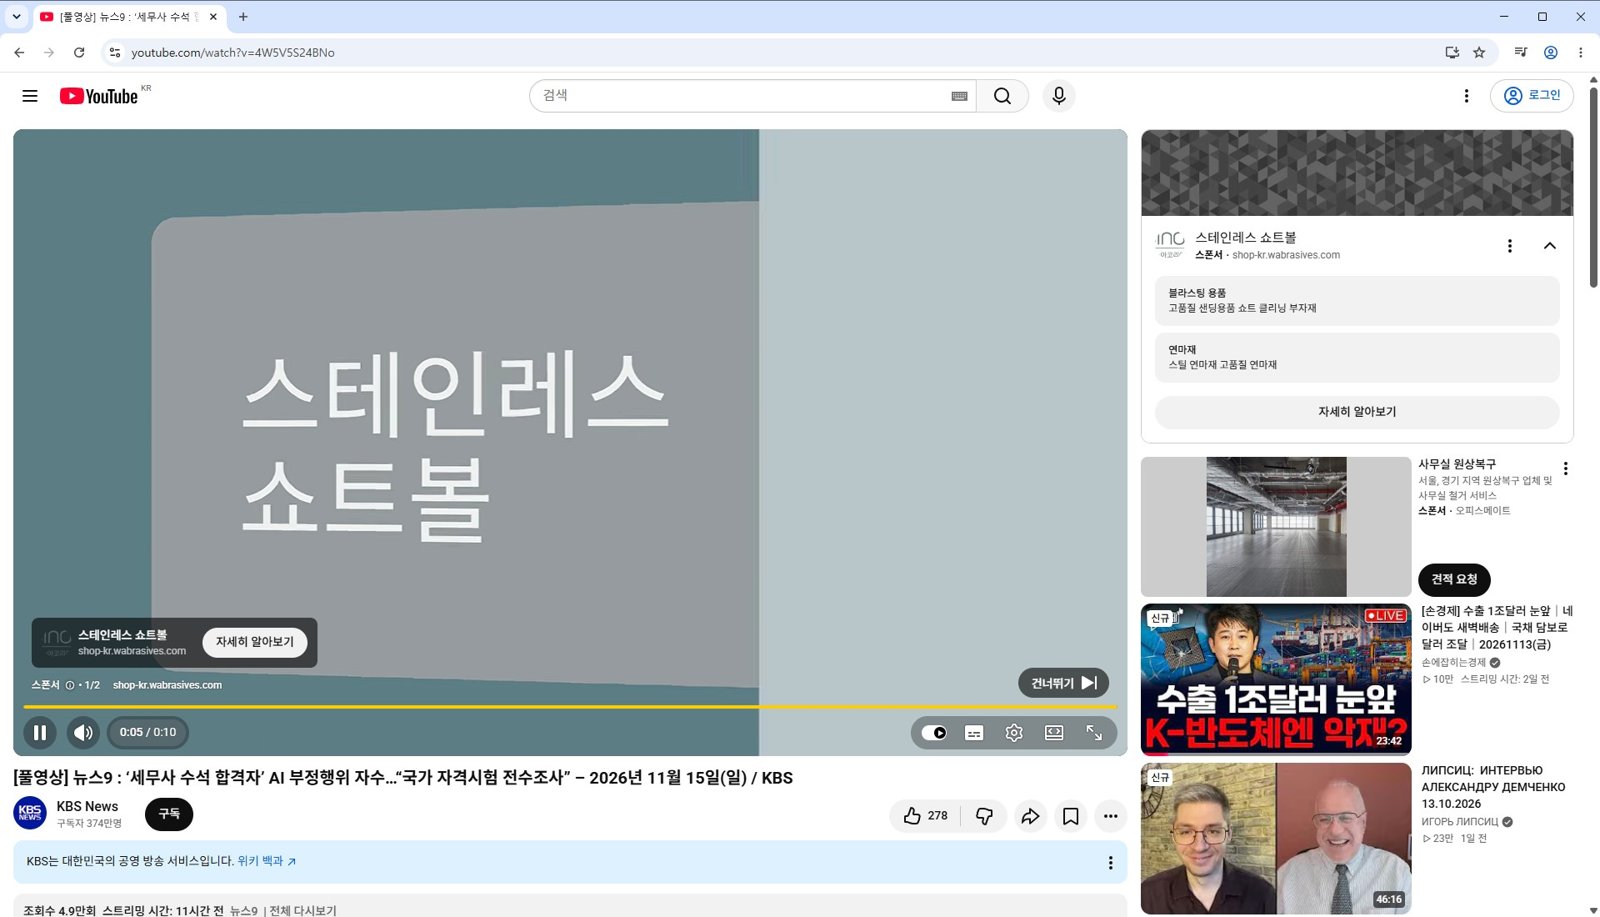 [풀영상] 뉴스9 : ‘세무사 수석 합
youtube.com/watch?v=4W5V5S24BNo
YouTube KR
검색
로그인
스테인레스
쇼트볼
스테인레스 쇼트볼
shop-kr.wabrasives.com
자세히 알아보기
스폰서 • 1/2 shop-kr.wabrasives.com
건너뛰기
0:05 / 0:10
[풀영상] 뉴스9 : ‘세무사 수석 합격자’ AI 부정행위 자수…“국가 자격시험 전수조사” – 2026년 11월 15일(일) / KBS
KBS NEWS
KBS News
구독자 374만명
구독
278
KBS는 대한민국의 공영 방송 서비스입니다. 위키 백과
조회수 4.9만회 스트리밍 시간: 11시간 전 뉴스9 | 전체 다시보기
스테인레스 쇼트볼
스폰서 · shop-kr.wabrasives.com
블라스팅 용품
고품질 샌딩용품 쇼트 클리닝 부자재
연마재
스틸 연마재 고품질 연마재
자세히 알아보기
사무실 원상복구
서울, 경기 지역 원상복구 업체 및
사무실 철거 서비스
스폰서 · 오피스메이트
견적 요청
신규
LIVE
수출 1조달러 눈앞
K-반도체엔 악재?
23:42
[손경제] 수출 1조달러 눈앞｜네
이버도 새벽배송｜국채 담보로
달러 조달｜20261113(금)
손에잡히는경제
10만 스트리밍 시간: 2일 전
신규
46:16
ЛИПСИЦ: ИНТЕРВЬЮ
АЛЕКСАНДРУ ДЕМЧЕНКО
13.10.2026
ИГОРЬ ЛИПСИЦ
23만 1일 전